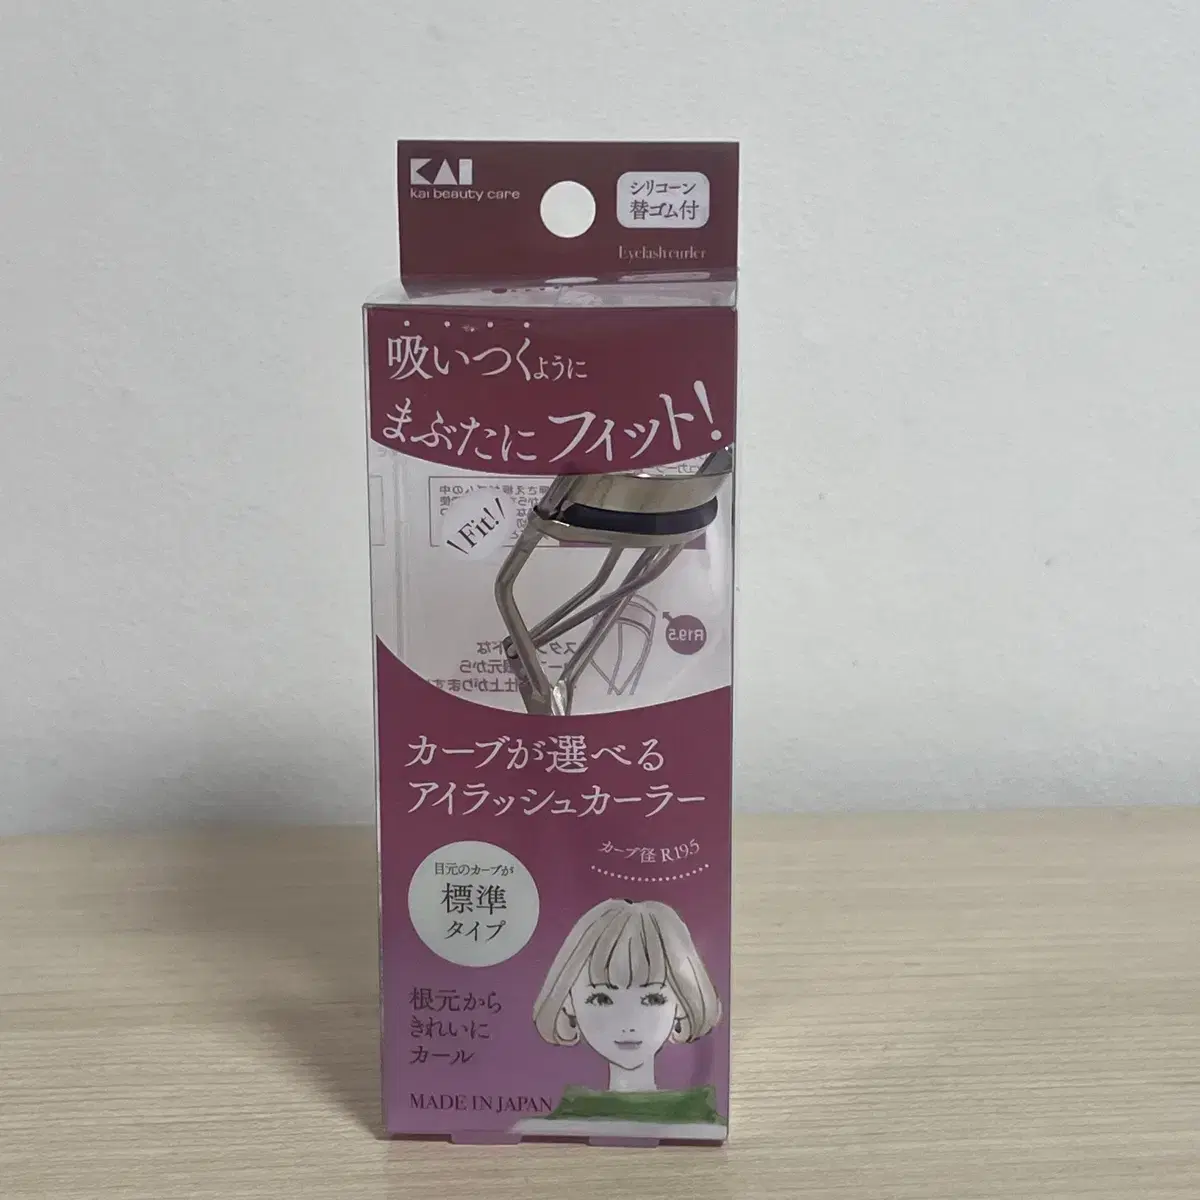 KAI
kai beauty care
シリコーン
替ゴム付
Eyelash curler
吸いつくように
まぶたにフィット!
Fit!
R19.5
カーブが選べる
アイラッシュカーラー
カーブ径 R19.5
目元のカーブが
標準
タイプ
根元から
きれいに
カール
MADE IN JAPAN